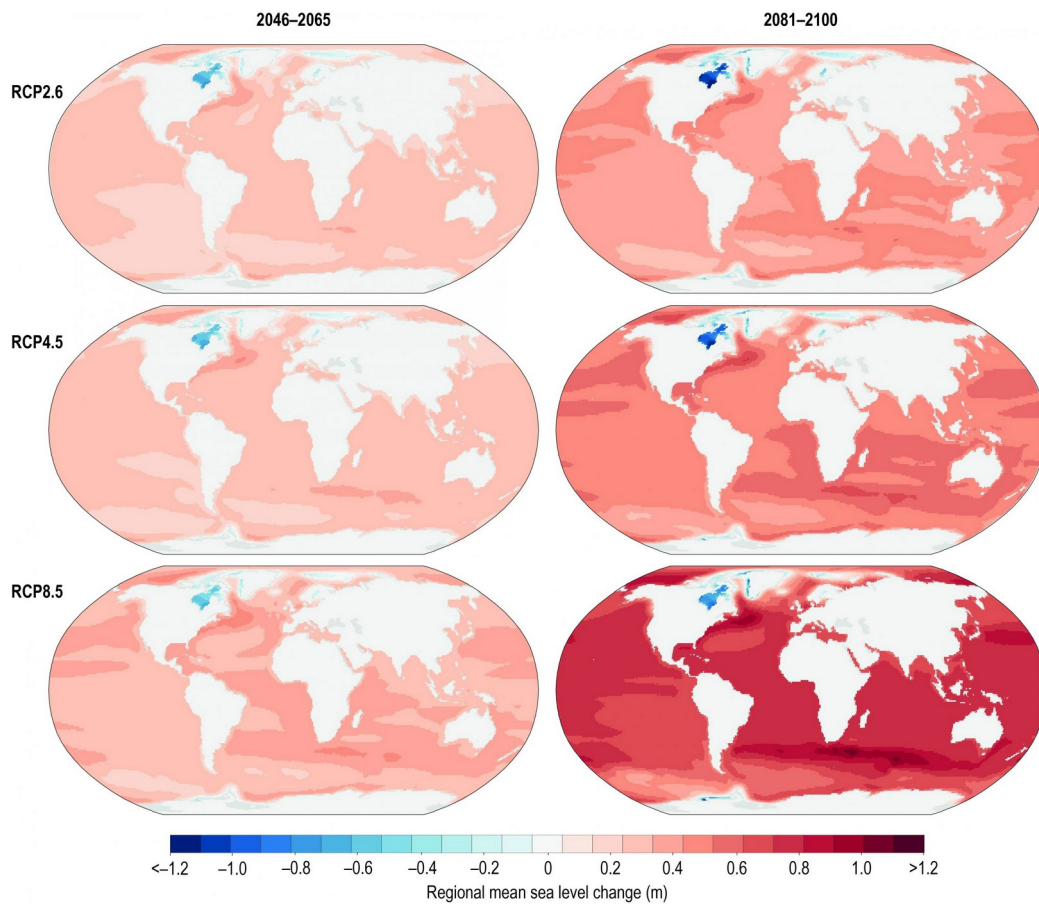 2046–2065 2081–2100
RCP2.6
RCP4.5
RCP8.5
<–1.2 –1.0 –0.8 –0.6 –0.4 –0.2 0 0.2 0.4 0.6 0.8 1.0 >1.2
Regional mean sea level change (m)